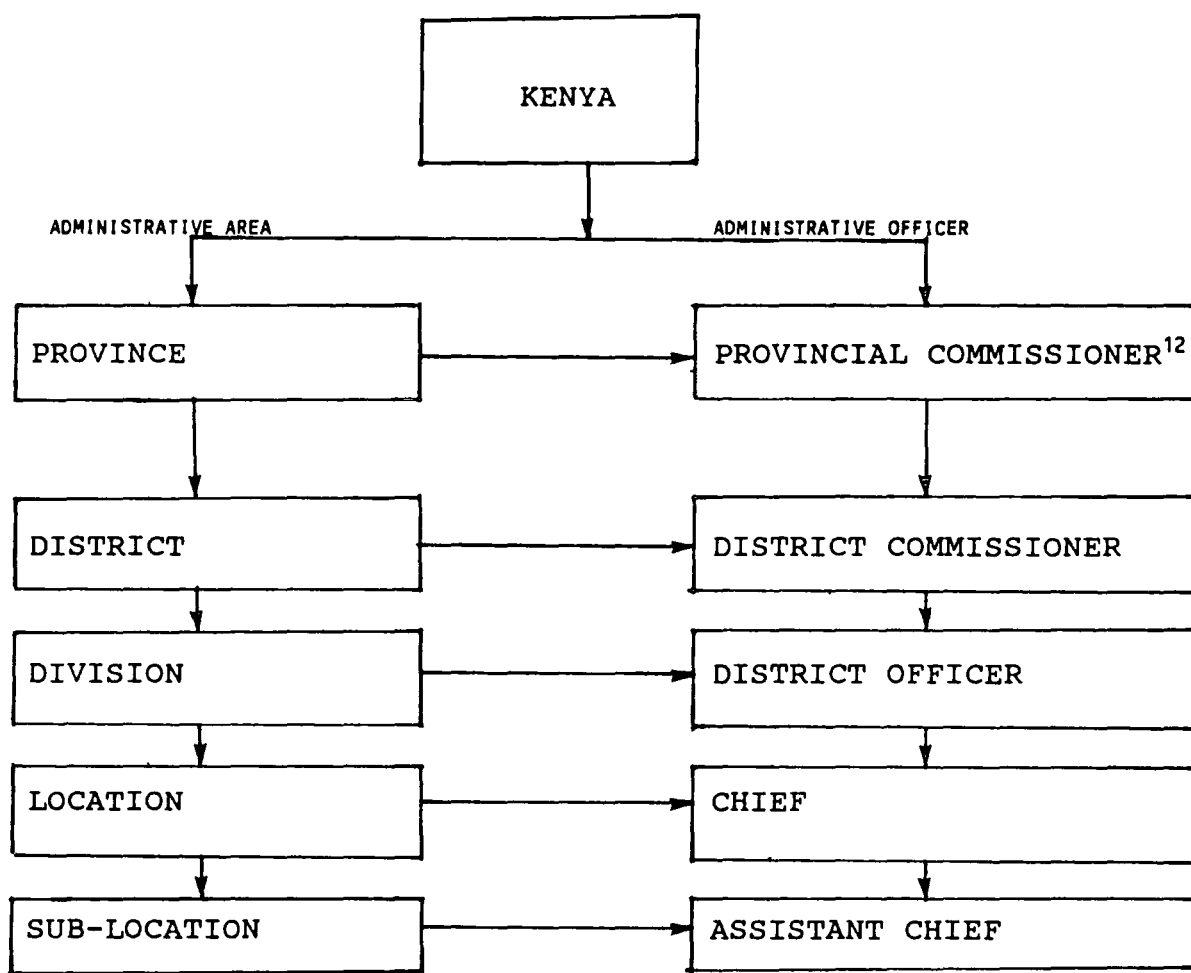 KENYA
ADMINISTRATIVE AREA
ADMINISTRATIVE OFFICER
PROVINCE
PROVINCIAL COMMISSIONER¹²
DISTRICT
DISTRICT COMMISSIONER
DIVISION
DISTRICT OFFICER
LOCATION
CHIEF
SUB-LOCATION
ASSISTANT CHIEF